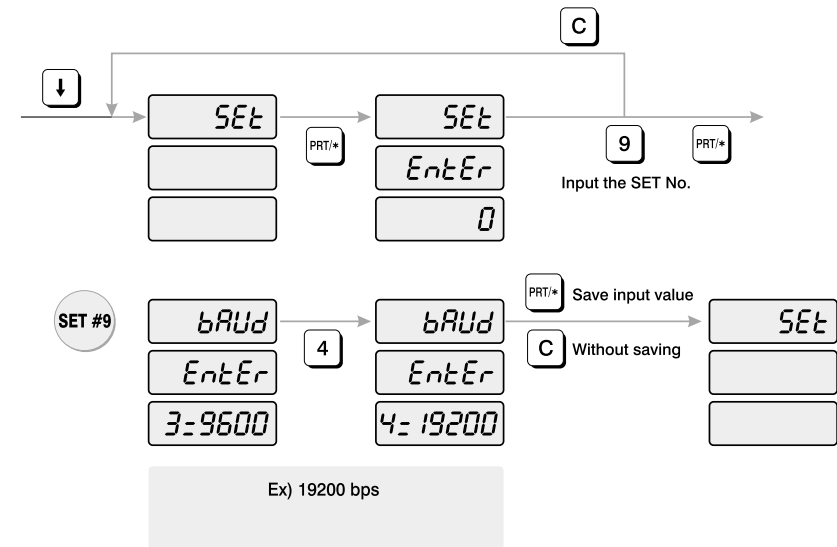 C
↓
SEt
SEt
PRT/*
EntEr
9
PRT/*
Input the SET No.
0
PRT/*
Save input value
SET #9
bAUd
bAUd
SEt
4
C
Without saving
EntEr
EntEr
3=9600
4=19200
Ex) 19200 bps